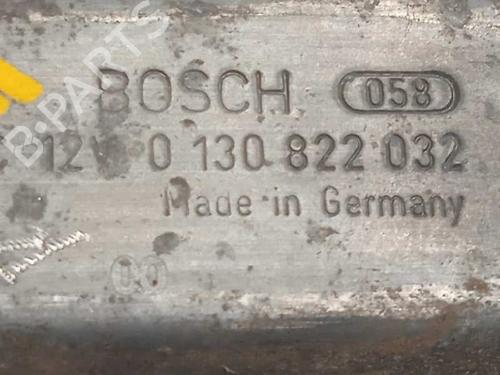 B-PARTS
BOSCH 058
12V 0 130 822 032
Made in Germany